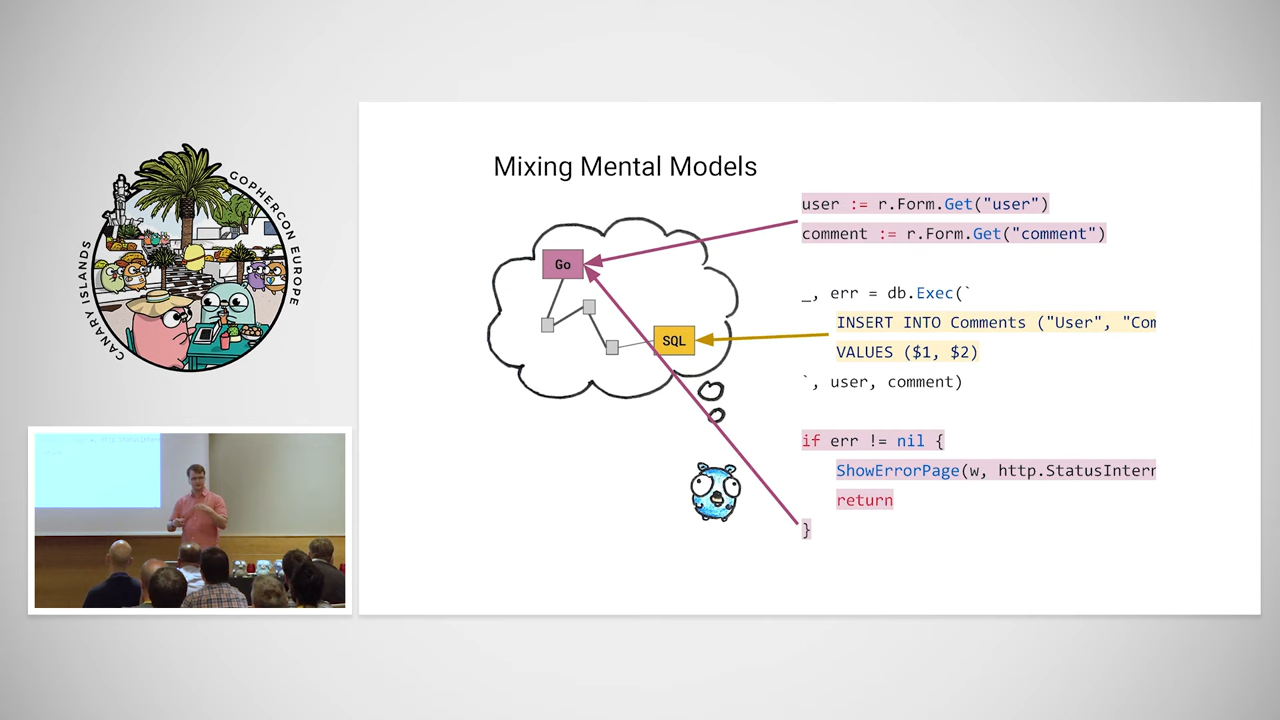 CANARY ISLANDS
GOPHERCON EUROPE
Mixing Mental Models
Go
SQL
user := r.Form.Get("user")
comment := r.Form.Get("comment")
_, err = db.Exec(`
INSERT INTO Comments ("User", "Com
VALUES ($1, $2)
`, user, comment)
if err != nil {
ShowErrorPage(w, http.StatusIntern
return
}